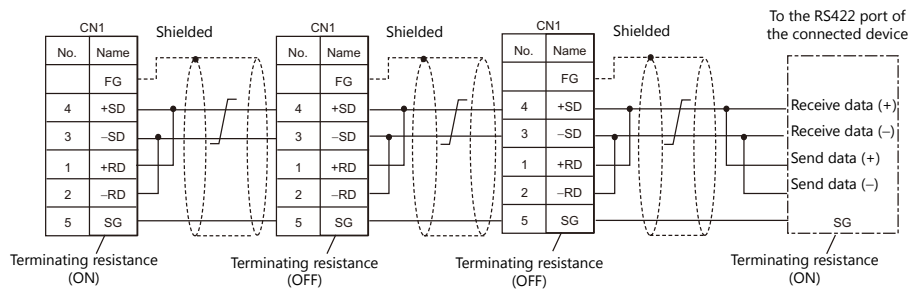 To the RS422 port of
the connected device
CN1
Shielded
CN1
Shielded
CN1
Shielded
No. Name
FG
4 +SD
3 −SD
1 +RD
2 −RD
5 SG
No. Name
FG
4 +SD
3 −SD
1 +RD
2 −RD
5 SG
No. Name
FG
4 +SD
3 −SD
1 +RD
2 −RD
5 SG
Receive data (+)
Receive data (−)
Send data (+)
Send data (−)
SG
Terminating resistance
(ON)
Terminating resistance
(OFF)
Terminating resistance
(OFF)
Terminating resistance
(ON)